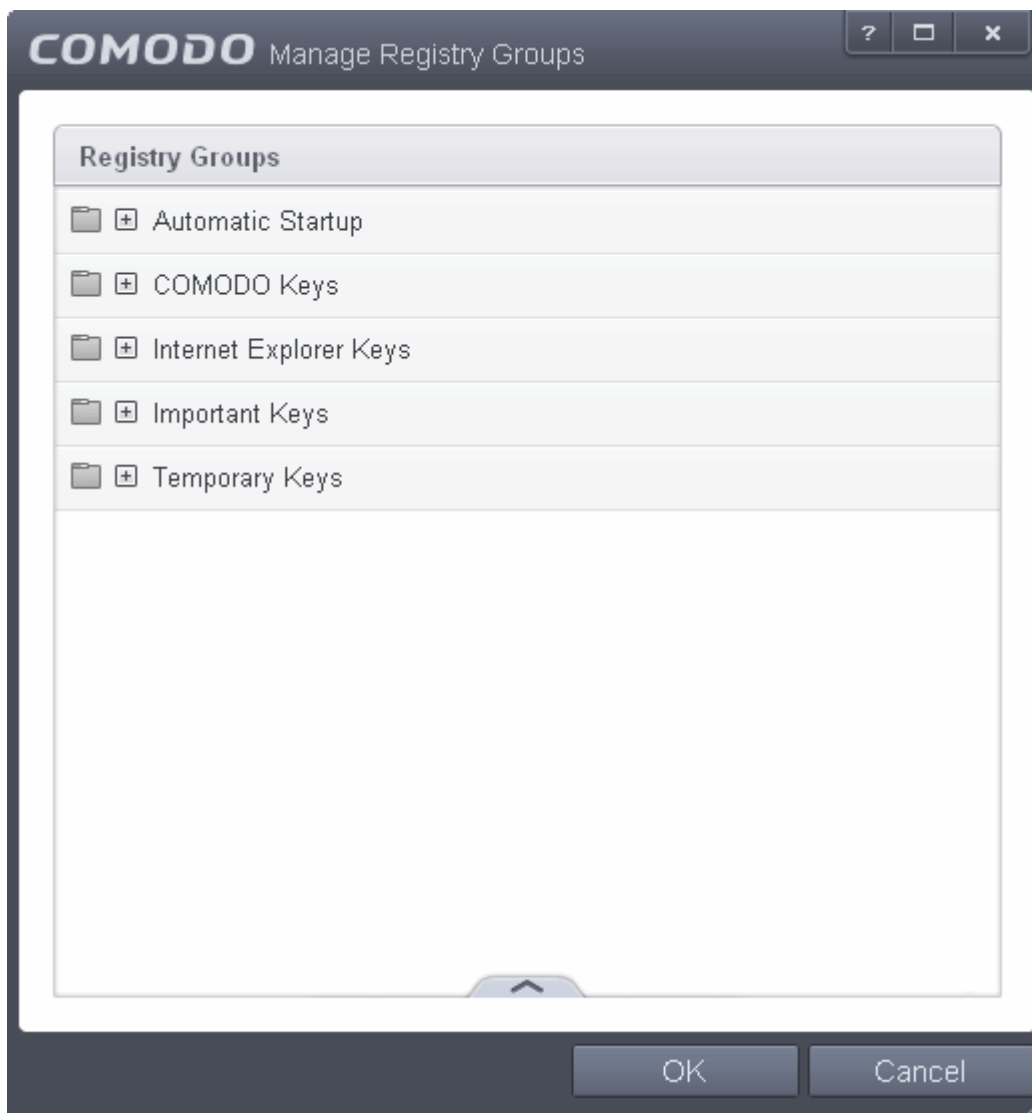 COMODO Manage Registry Groups ? ×
Registry Groups
Automatic Startup
COMODO Keys
Internet Explorer Keys
Important Keys
Temporary Keys
OK Cancel